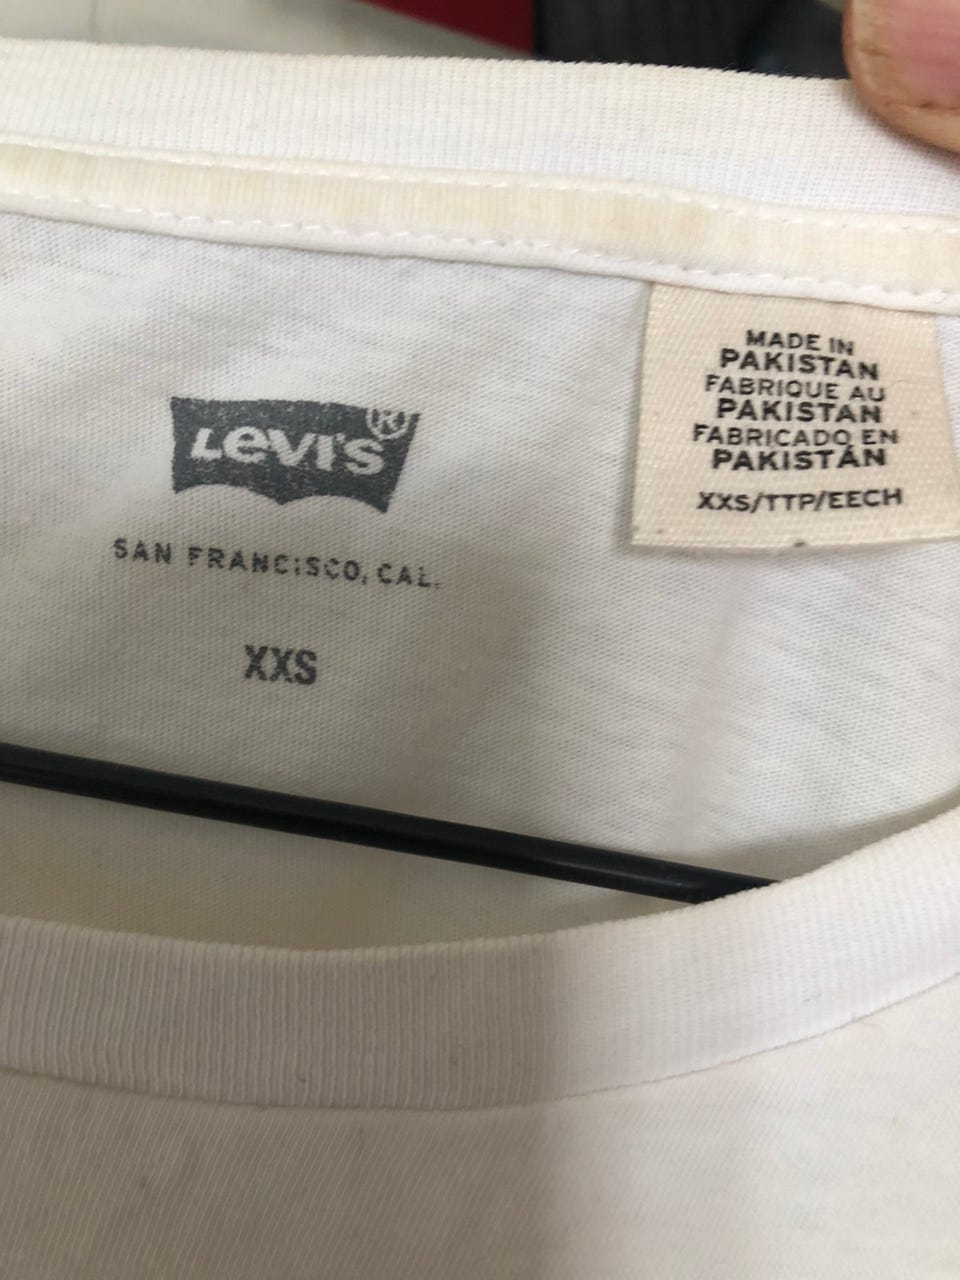 LEVI'S®
SAN FRANCISCO, CAL.
XXS
MADE IN
PAKISTAN
FABRIQUE AU
PAKISTAN
FABRICADO EN
PAKISTÁN
XXS/TTP/EECH